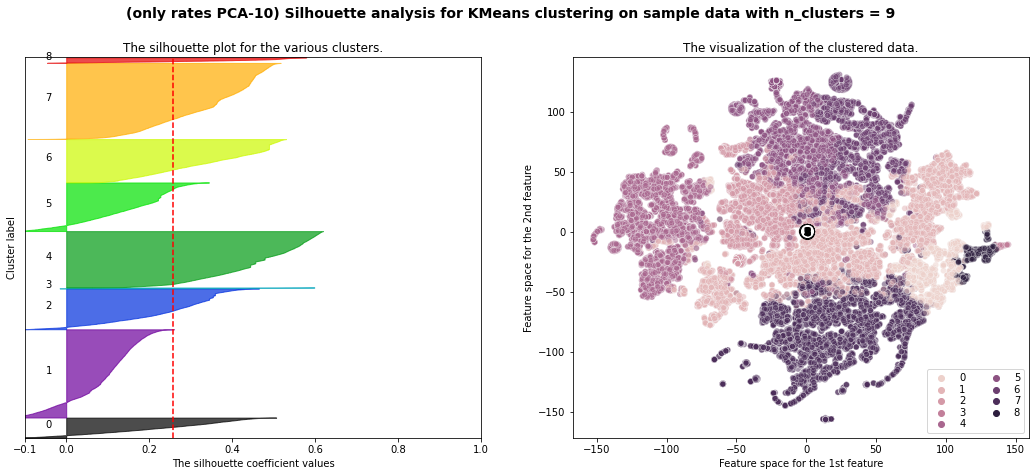 (only rates PCA-10) Silhouette analysis for KMeans clustering on sample data with n_clusters = 9
The silhouette plot for the various clusters.
Cluster label
8
7
6
5
4
3
2
1
0
−0.1 0.0 0.2 0.4 0.6 0.8 1.0
The silhouette coefficient values
The visualization of the clustered data.
Feature space for the 2nd feature
100
50
0
−50
−100
−150
0 5
1 6
2 7
3 8
4
−150 −100 −50 0 50 100 150
Feature space for the 1st feature